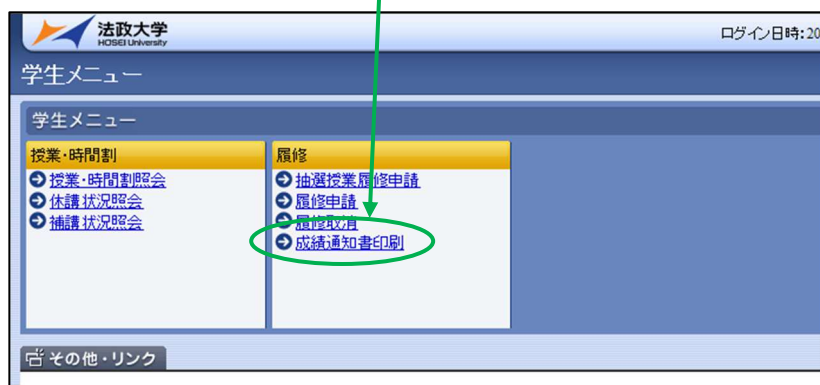 法政大学
HOSEI University
ログイン日時:20
学生メニュー
学生メニュー
授業・時間割
授業・時間割照会
休講状況照会
補講状況照会
履修
抽選授業履修申請
履修申請
履修取消
成績通知書印刷
その他・リンク